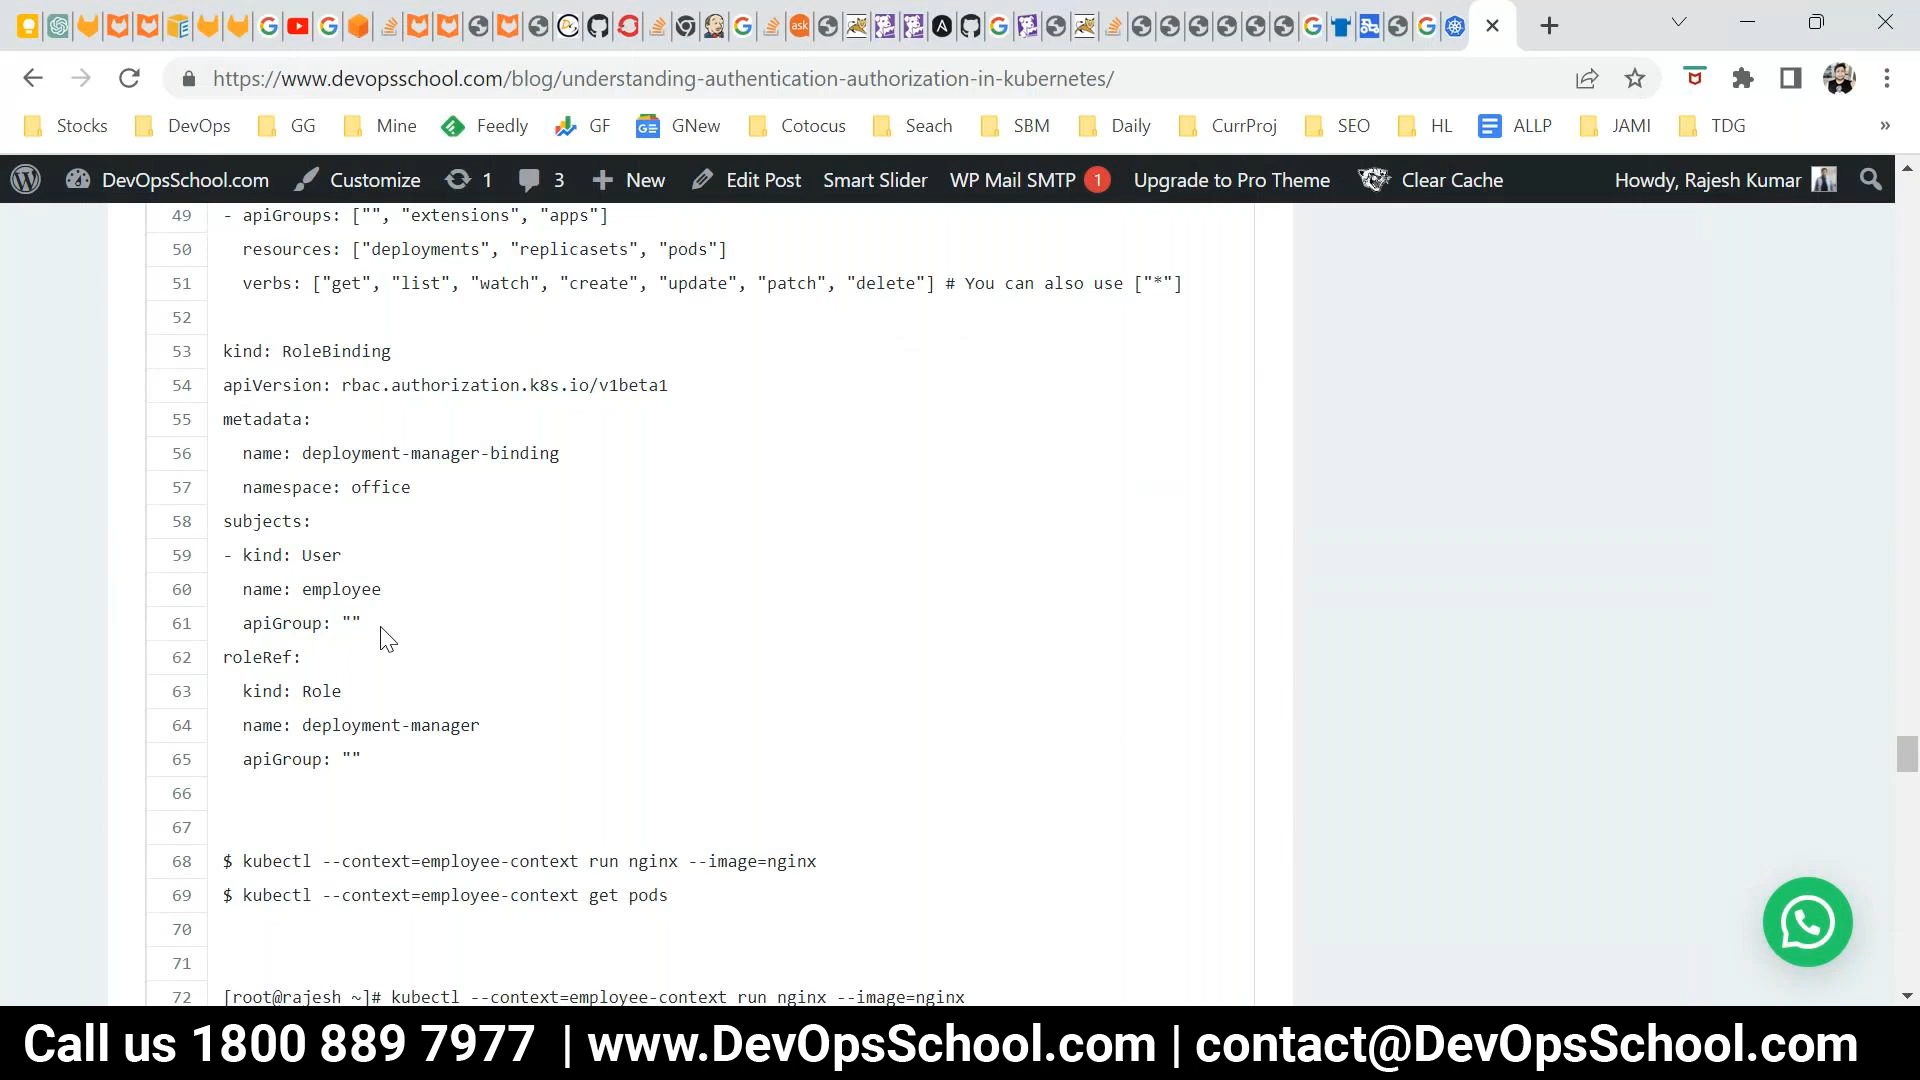 https://www.devopsschool.com/blog/understanding-authentication-authorization-in-kubernetes/
Stocks DevOps GG Mine Feedly GF GNew Cotocus Seach SBM Daily CurrProj SEO HL ALLP JAMI TDG »
DevOpsSchool.com Customize 1 3 New Edit Post Smart Slider WP Mail SMTP 1 Upgrade to Pro Theme Clear Cache Howdy, Rajesh Kumar
49 - apiGroups: ["", "extensions", "apps"]
50 resources: ["deployments", "replicasets", "pods"]
51 verbs: ["get", "list", "watch", "create", "update", "patch", "delete"] # You can also use ["*"]
52
53 kind: RoleBinding
54 apiVersion: rbac.authorization.k8s.io/v1beta1
55 metadata:
56 name: deployment-manager-binding
57 namespace: office
58 subjects:
59 - kind: User
60 name: employee
61 apiGroup: ""
62 roleRef:
63 kind: Role
64 name: deployment-manager
65 apiGroup: ""
66
67
68 $ kubectl --context=employee-context run nginx --image=nginx
69 $ kubectl --context=employee-context get pods
70
71
72 [root@rajesh ~]# kubectl --context=employee-context run nginx --image=nginx
Call us 1800 889 7977 | www.DevOpsSchool.com | contact@DevOpsSchool.com